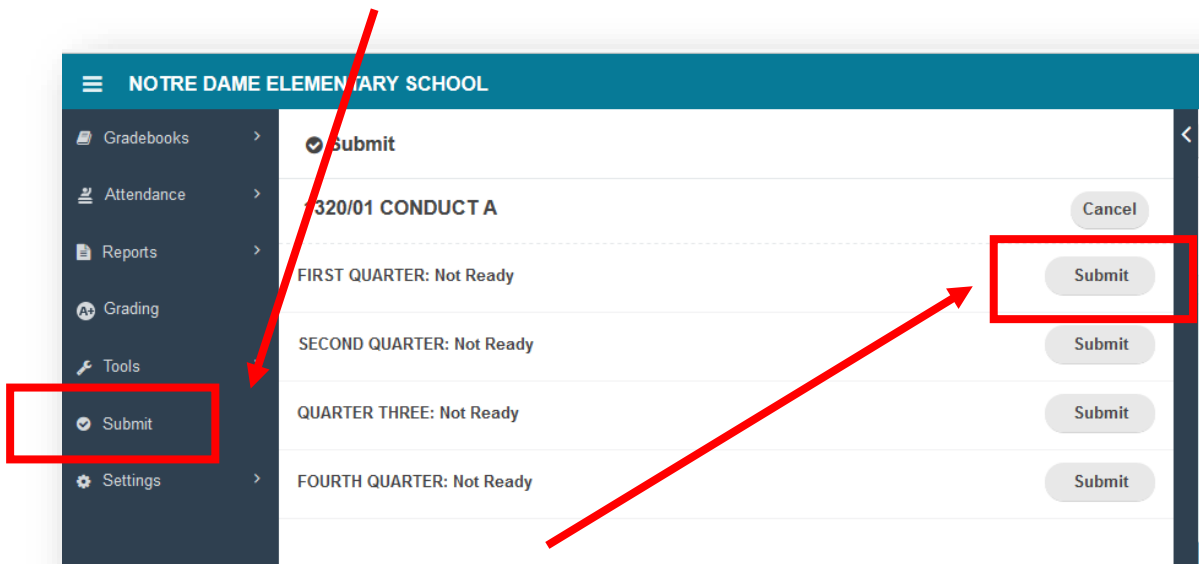 NOTRE DAME ELEMENTARY SCHOOL
Gradebooks
Attendance
Reports
A+ Grading
Tools
Submit
Settings
Submit
1320/01 CONDUCT A
Cancel
FIRST QUARTER: Not Ready
Submit
SECOND QUARTER: Not Ready
Submit
QUARTER THREE: Not Ready
Submit
FOURTH QUARTER: Not Ready
Submit